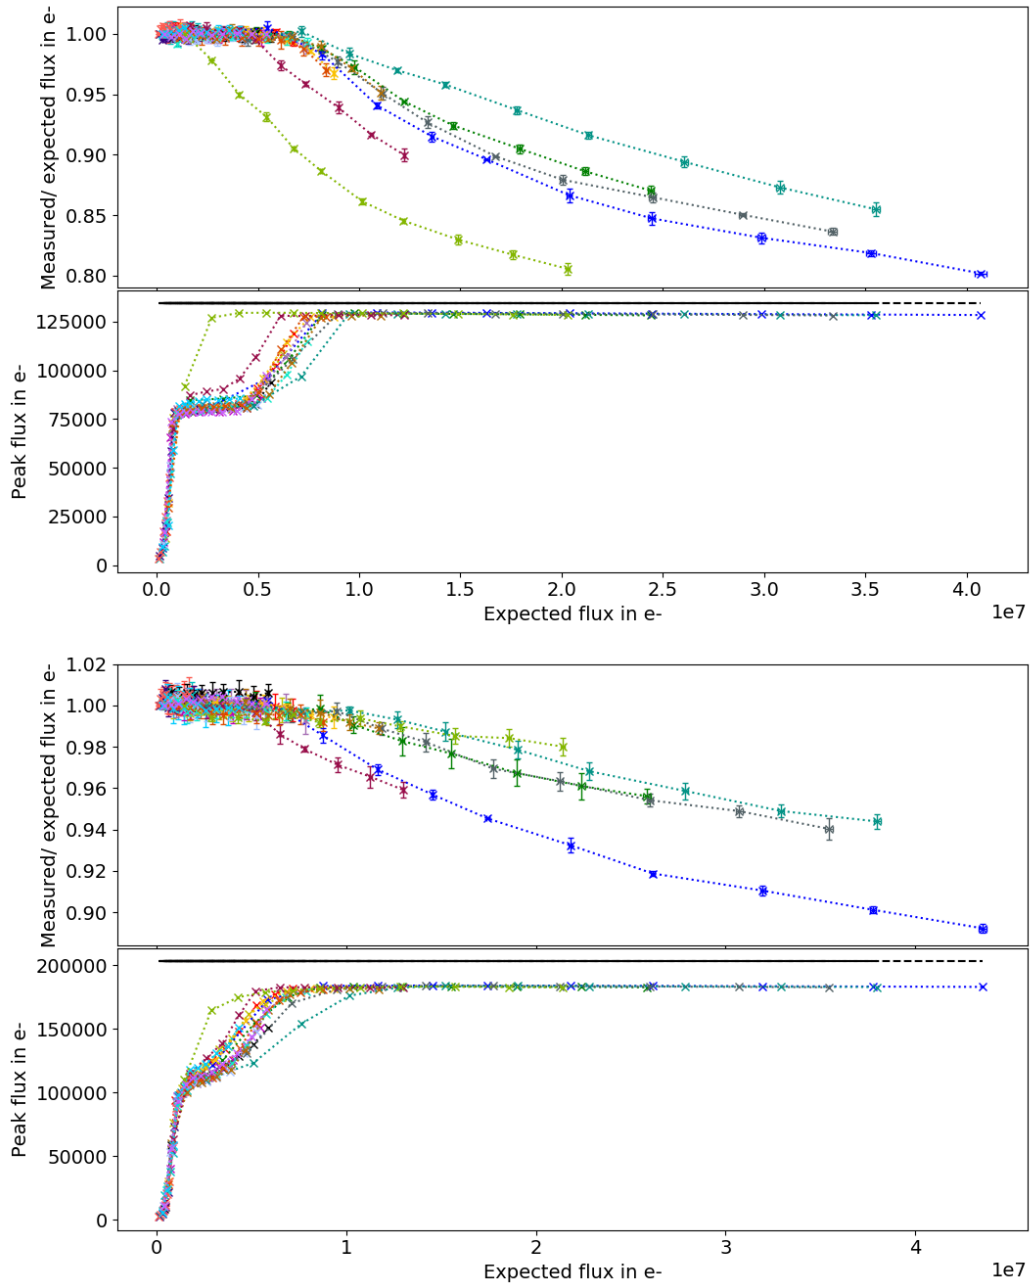 Measured/ expected flux in e-
1.00
0.95
0.90
0.85
0.80
Peak flux in e-
125000
100000
75000
50000
25000
0
0.0 0.5 1.0 1.5 2.0 2.5 3.0 3.5 4.0
Expected flux in e-
1e7
Measured/ expected flux in e-
1.02
1.00
0.98
0.96
0.94
0.92
0.90
Peak flux in e-
200000
150000
100000
50000
0
0 1 2 3 4
Expected flux in e-
1e7